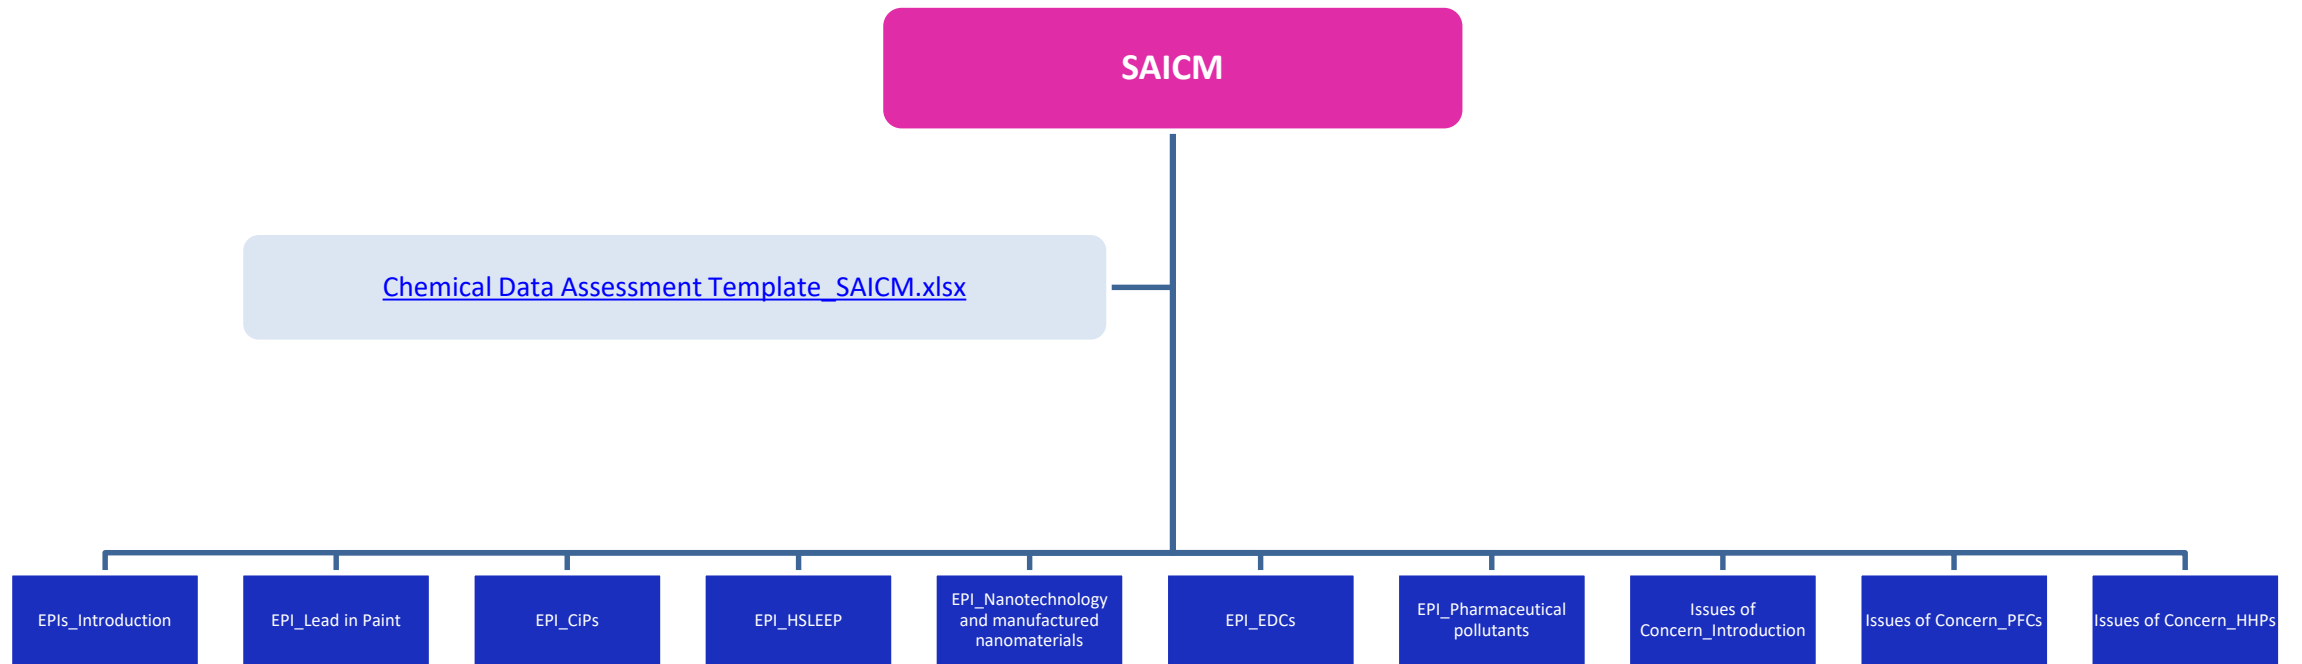 SAICM
Chemical Data Assessment Template_SAICM.xlsx
EPIs_Introduction
EPI_Lead in Paint
EPI_CiPs
EPI_HSLEEP
EPI_Nanotechnology
and manufactured
nanomaterials
EPI_EDCs
EPI_Pharmaceutical
pollutants
Issues of
Concern_Introduction
Issues of Concern_PFCs
Issues of Concern_HHPs